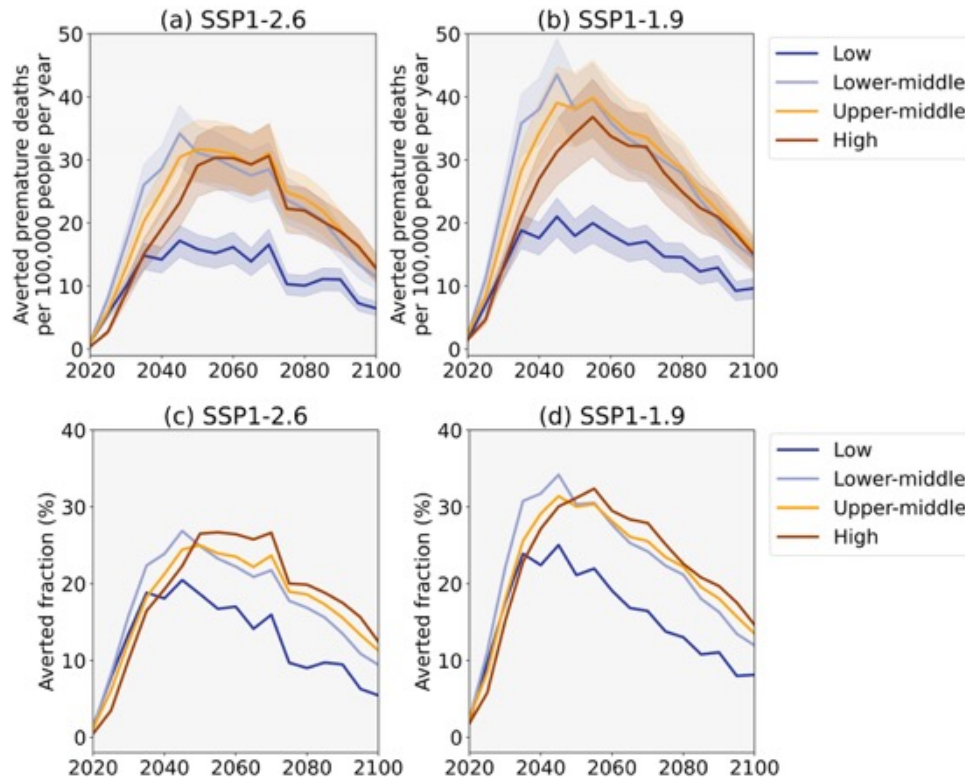 (a) SSP1-2.6
(b) SSP1-1.9
Averted premature deaths
per 100,000 people per year
50
40
30
20
10
0
2020 2040 2060 2080 2100
Averted premature deaths
per 100,000 people per year
50
40
30
20
10
0
2020 2040 2060 2080 2100
Low
Lower-middle
Upper-middle
High
(c) SSP1-2.6
(d) SSP1-1.9
Averted fraction (%)
40
30
20
10
0
2020 2040 2060 2080 2100
Averted fraction (%)
40
30
20
10
0
2020 2040 2060 2080 2100
Low
Lower-middle
Upper-middle
High